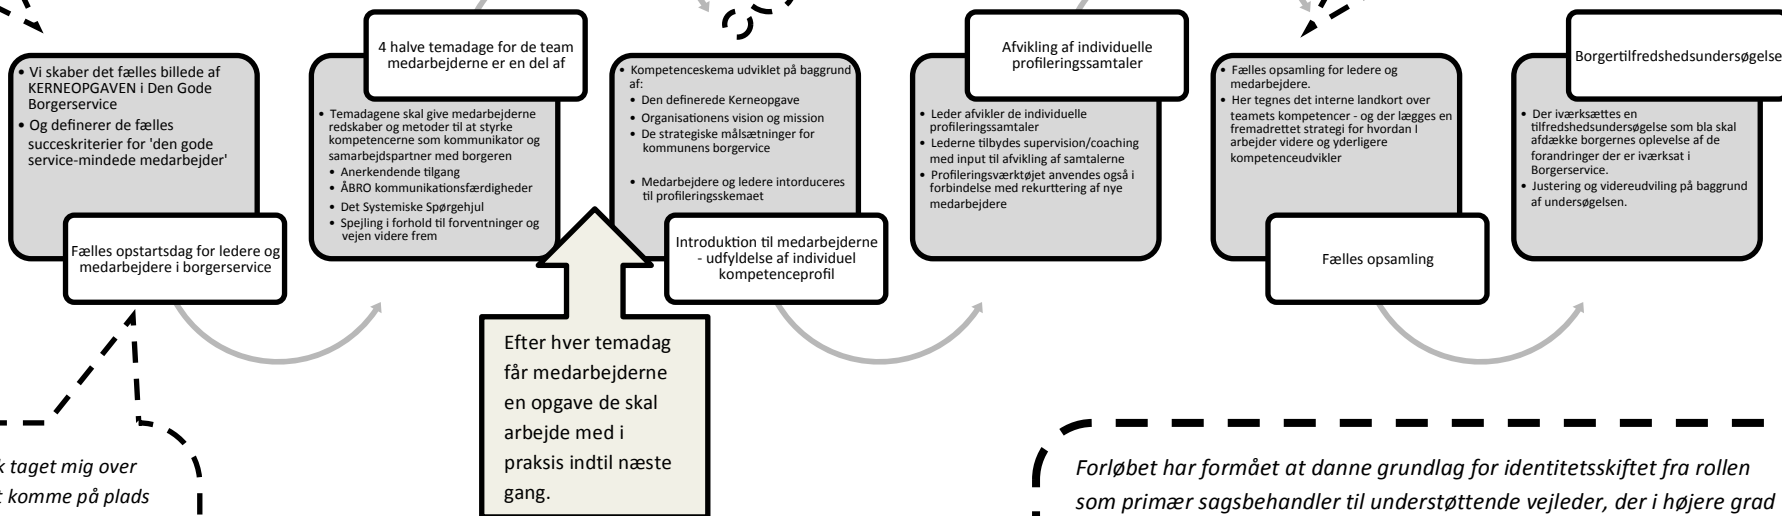 • Vi skaber det fælles billede af
KERNEOPGAVEN i Den Gode
Borgerservice
• Og definerer de fælles
succeskriterier for 'den gode
service-mindede medarbejder'
Fælles opstartsdag for ledere og
medarbejdere i borgerservice
4 halve temadage for de team
medarbejderne er en del af
• Temadagene skal give medarbejderne
redskaber og metoder til at styrke
kompetencerne som kommunikator og
samarbejdspartner med borgeren
• Anerkendende tilgang
• ÅBRO kommunikationsfærdigheder
• Det Systemiske Spørgehjul
• Spejling i forhold til forventninger og
vejen videre frem
• Kompetenceskema udviklet på baggrund
af:
• Den definerede Kerneopgave
• Organisationens vision og mission
• De strategiske målsætninger for
kommunens borgservice
• Medarbejdere og ledere intorduceres
til profileringsskemaet
Introduktion til medarbejderne
- udfyldelse af individuel
kompetenceprofil
Afvikling af individuelle
profileringssamtaler
• Leder afvikler de individuelle
profileringssamtaler
• Lederne tilbydes supervision/coaching
med input til afvikling af samtalerne
• Profileringsværktøjet anvendes også i
forbindelse med rekurttering af nye
medarbejdere
• Fælles opsamling for ledere og
medarbejdere.
• Her tegnes det interne landkort over
teamets kompetencer - og der lægges en
fremadrettet strategi for hvordan I
arbejder videre og yderligere
kompetenceudvikler
Fælles opsamling
Borgertilfredshedsundersøgelse
• Der iværksættes en
tilfredshedsundersøgelse som bla skal
afdække borgernes oplevelse af de
forandringer der er iværksat i
Borgerservice.
• Justering og videreudviling på baggrund
af undersøgelsen.
Efter hver temadag
får medarbejderne
en opgave de skal
arbejde med i
praksis indtil næste
gang.
taget mig over
komme på plads
Forløbet har formået at danne grundlag for identitetsskiftet fra rollen
som primær sagsbehandler til understøttende vejleder, der i højere grad